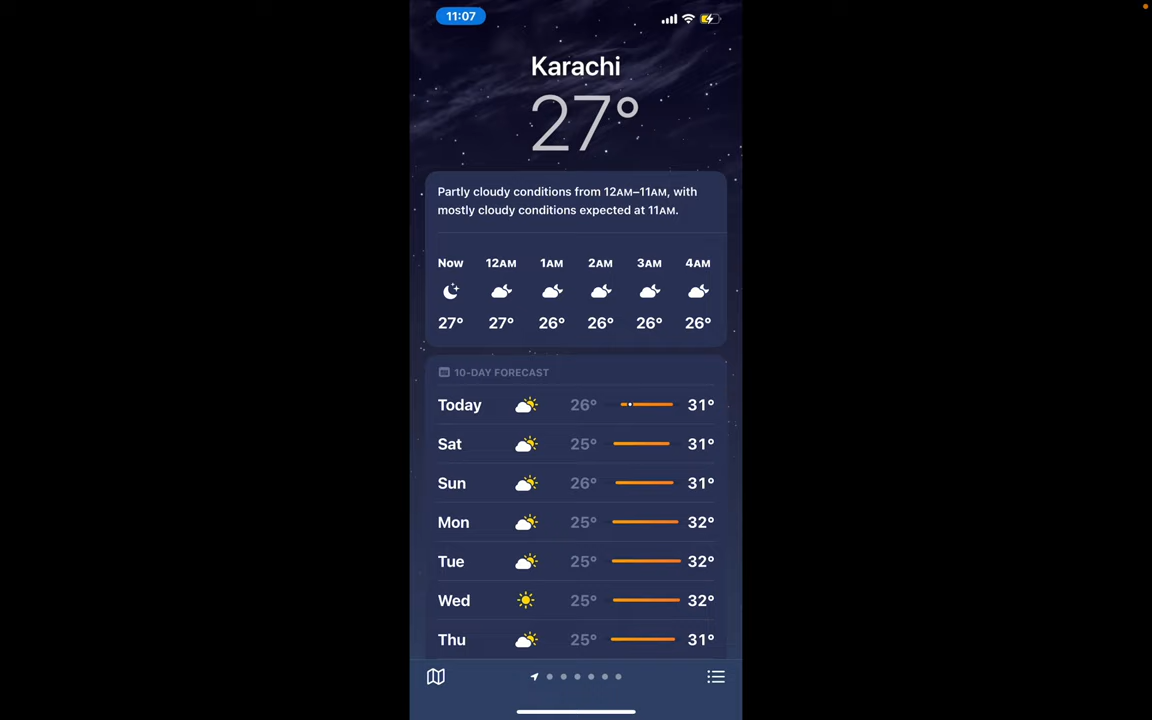 11:07
Karachi
27°
Partly cloudy conditions from 12AM–11AM, with
mostly cloudy conditions expected at 11AM.
Now 12AM 1AM 2AM 3AM 4AM
27° 27° 26° 26° 26° 26°
10-DAY FORECAST
Today 26° 31°
Sat 25° 31°
Sun 26° 31°
Mon 25° 32°
Tue 25° 32°
Wed 25° 32°
Thu 25° 31°